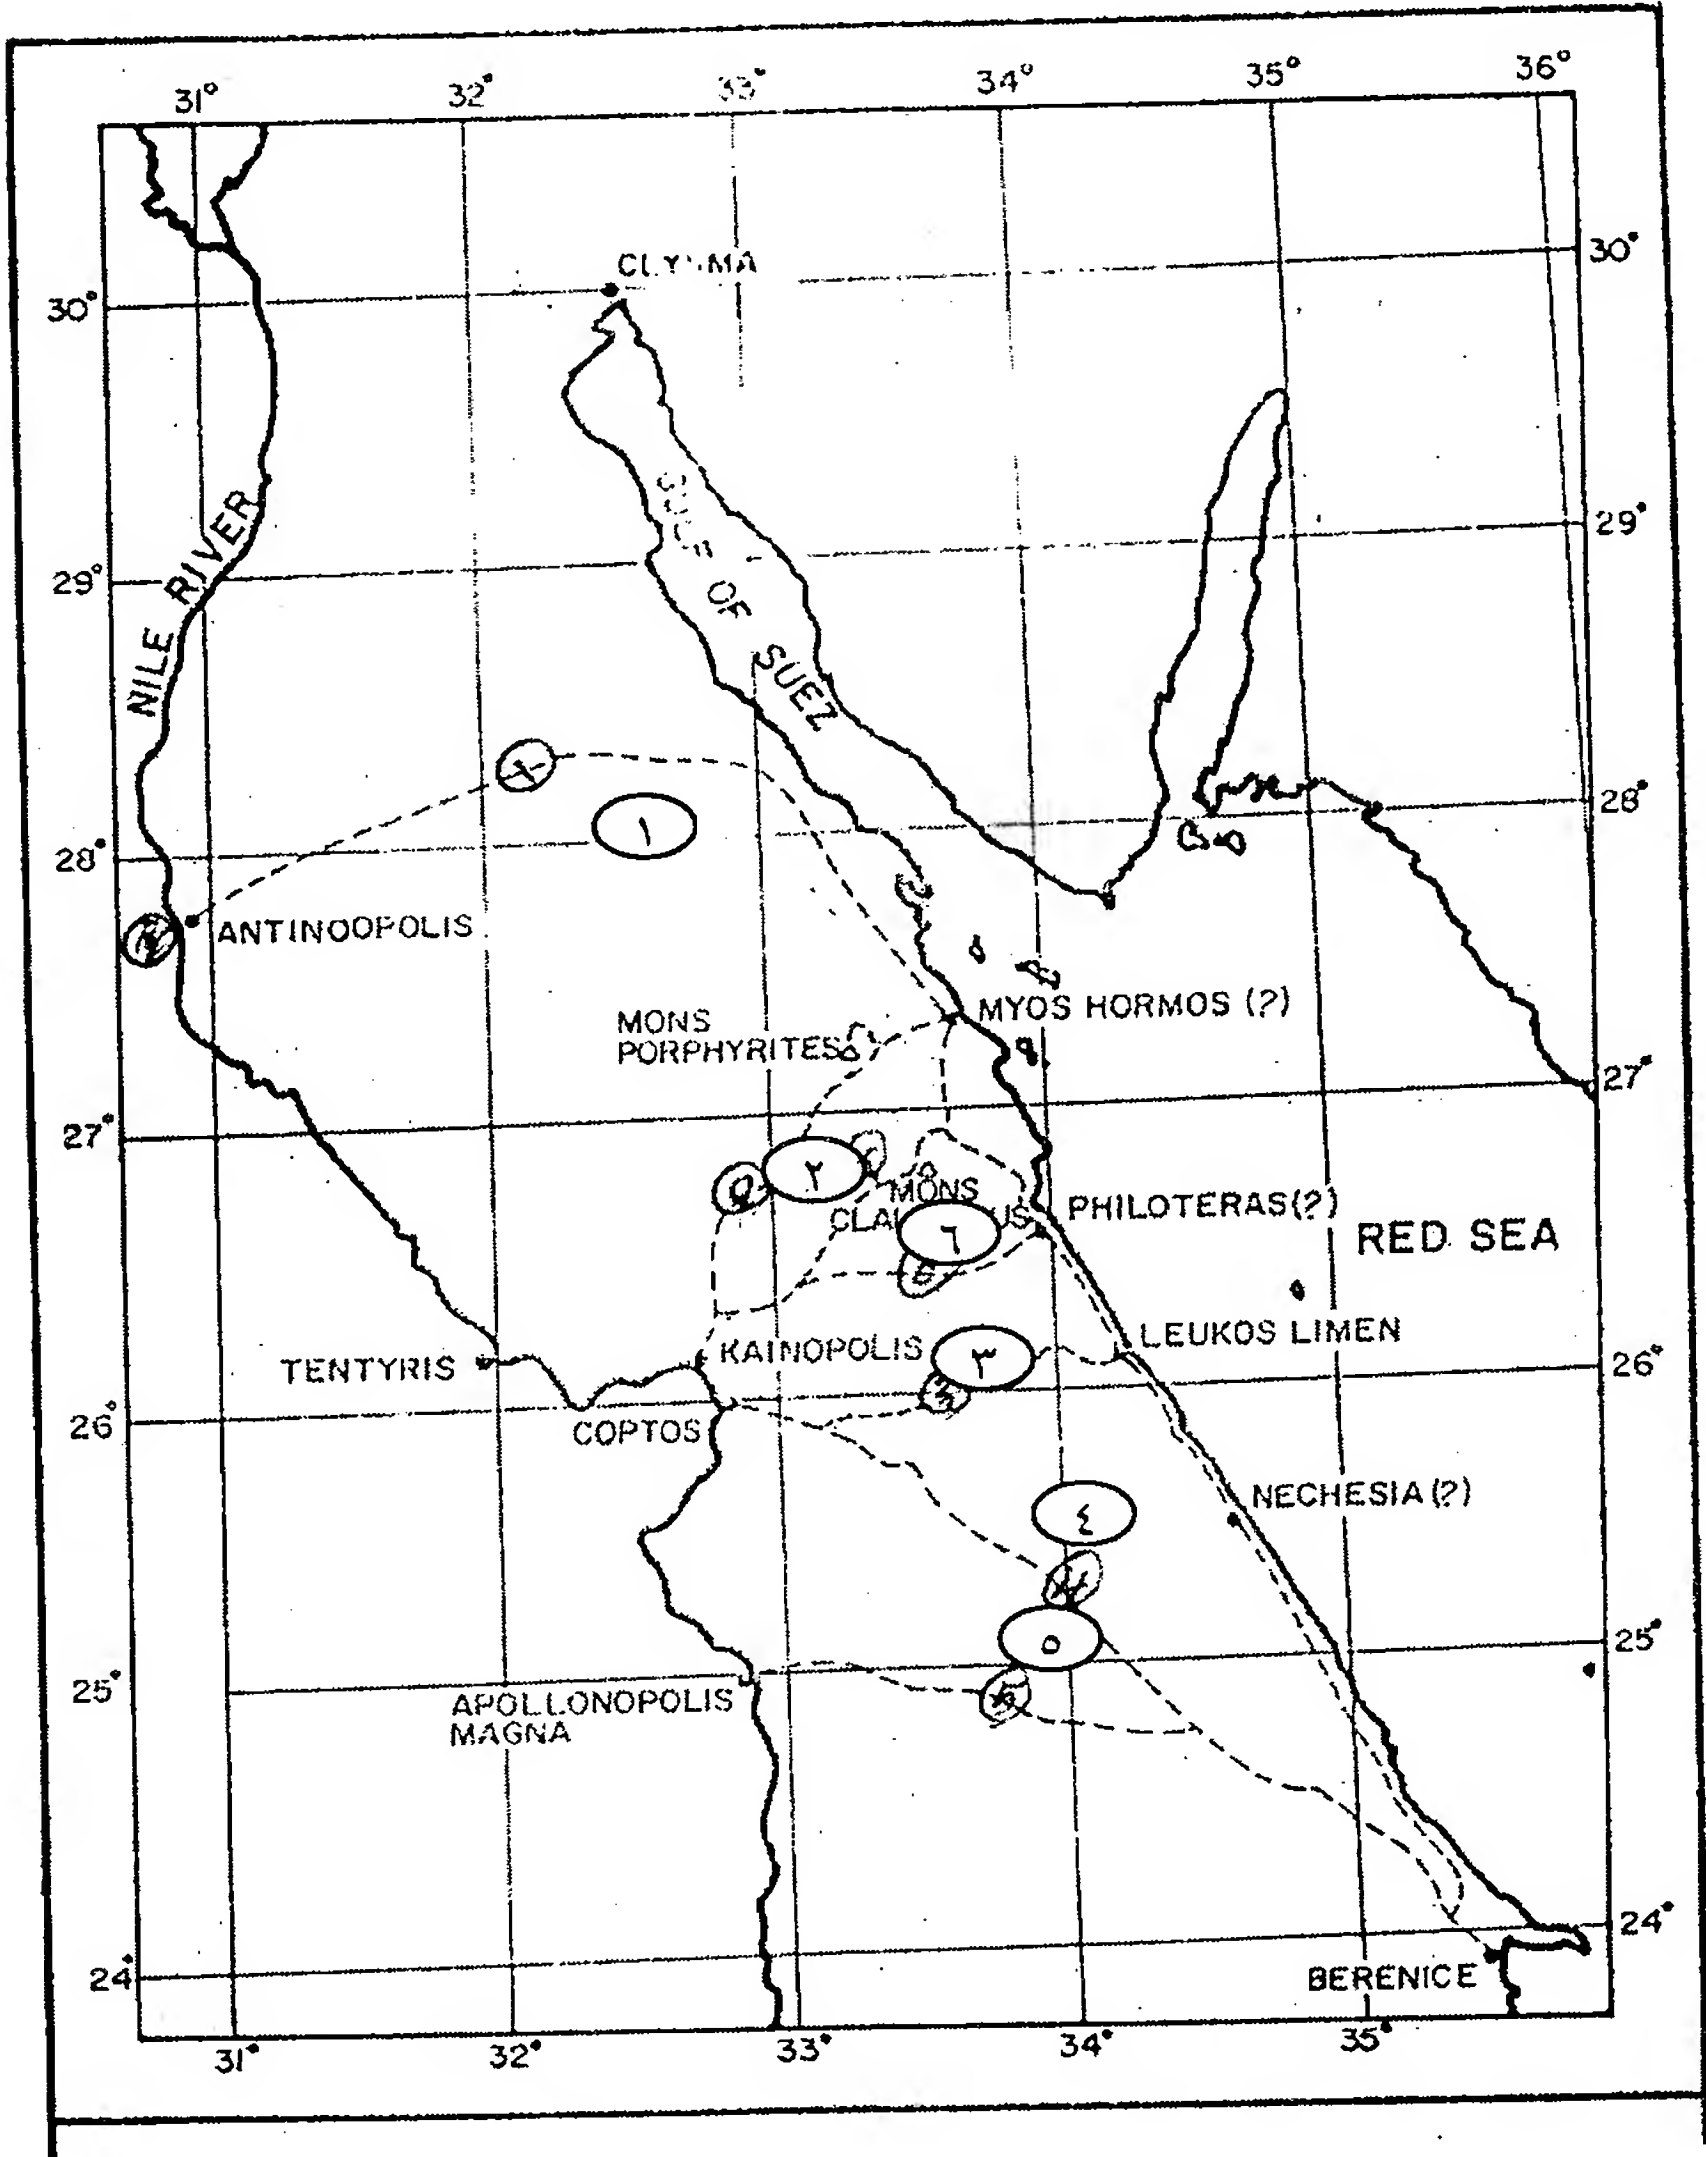 31° 32° 33° 34° 35° 36°
30°
30°
29°
29°
28°
28°
27°
27°
26°
26°
25°
25°
24°
24°
NILE RIVER
OF SUEZ
١
ANTINOOPOLIS
MYOS HORMOS (?)
MONS
PORPHYRITES
٢
MONS
٦
PHILOTERAS(?)
RED SEA
LEUKOS LIMEN
KAINOPOLIS
٣
TENTYRIS
COPTOS
NECHESIA(?)
٤
٥
APOLLONOPOLIS
MAGNA
BERENICE
31° 32° 33° 34° 35°